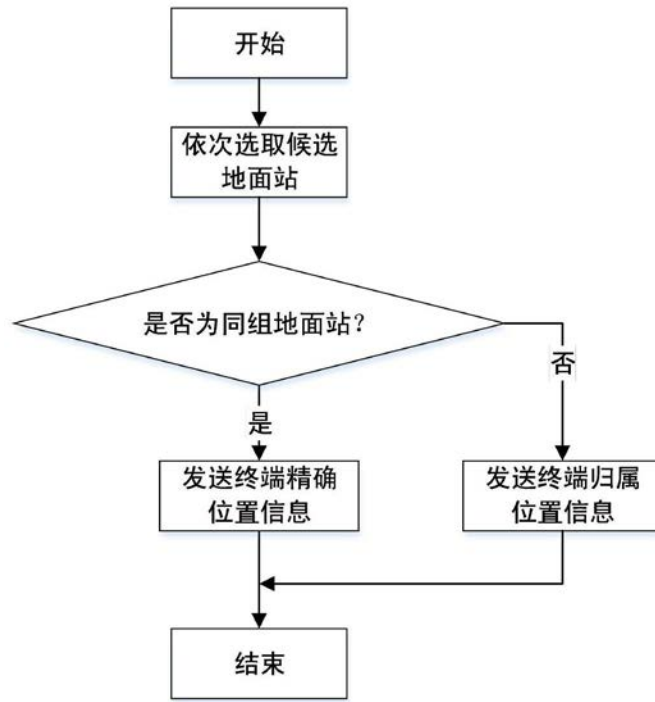 开始
依次选取候选
地面站
是否为同组地面站？
否
是
发送终端精确
位置信息
发送终端归属
位置信息
结束